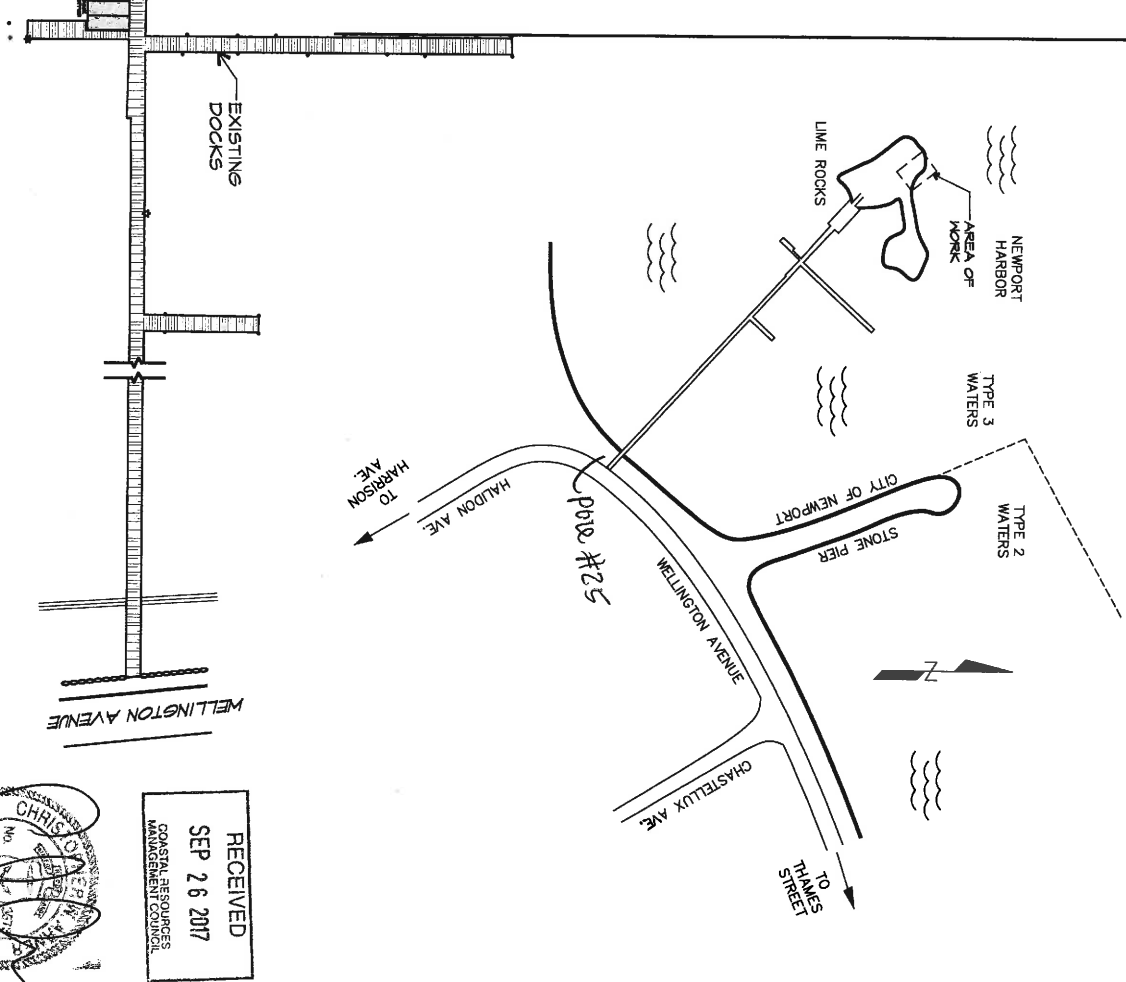 EXISTING
DOCKS
LIME ROCKS
AREA OF
WORK
NEWPORT
HARBOR
TYPE 3
WATERS
TYPE 2
WATERS
CITY OF NEWPORT
STONE PIER
TO
HARRISON
AVE.
HALIDON AVE.
pole #25
WELLINGTON AVENUE
CHASTELLUX AVE.
TO
THAMES
STREET
Z
WELLINGTON AVENUE
RECEIVED
SEP 26 2017
COASTAL RESOURCES
MANAGEMENT COUNCIL
No.